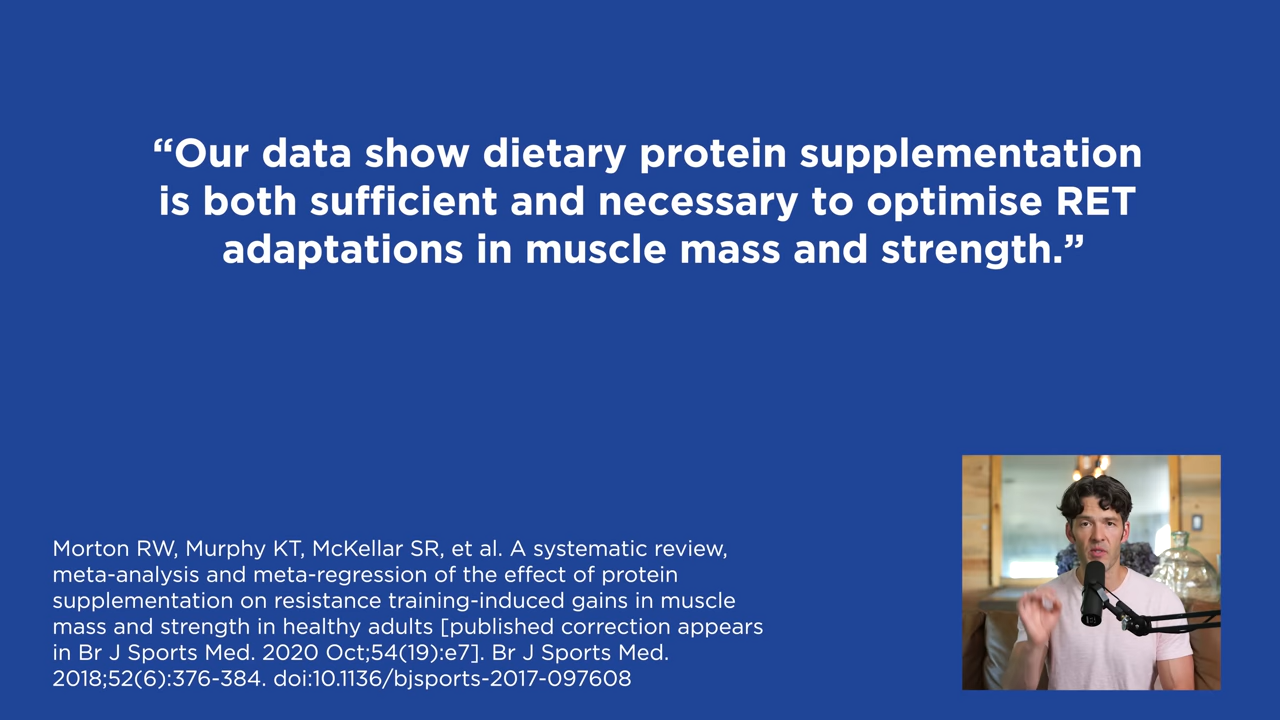 “Our data show dietary protein supplementation
is both sufficient and necessary to optimise RET
adaptations in muscle mass and strength.”
Morton RW, Murphy KT, McKellar SR, et al. A systematic review,
meta-analysis and meta-regression of the effect of protein
supplementation on resistance training-induced gains in muscle
mass and strength in healthy adults [published correction appears
in Br J Sports Med. 2020 Oct;54(19):e7]. Br J Sports Med.
2018;52(6):376-384. doi:10.1136/bjsports-2017-097608